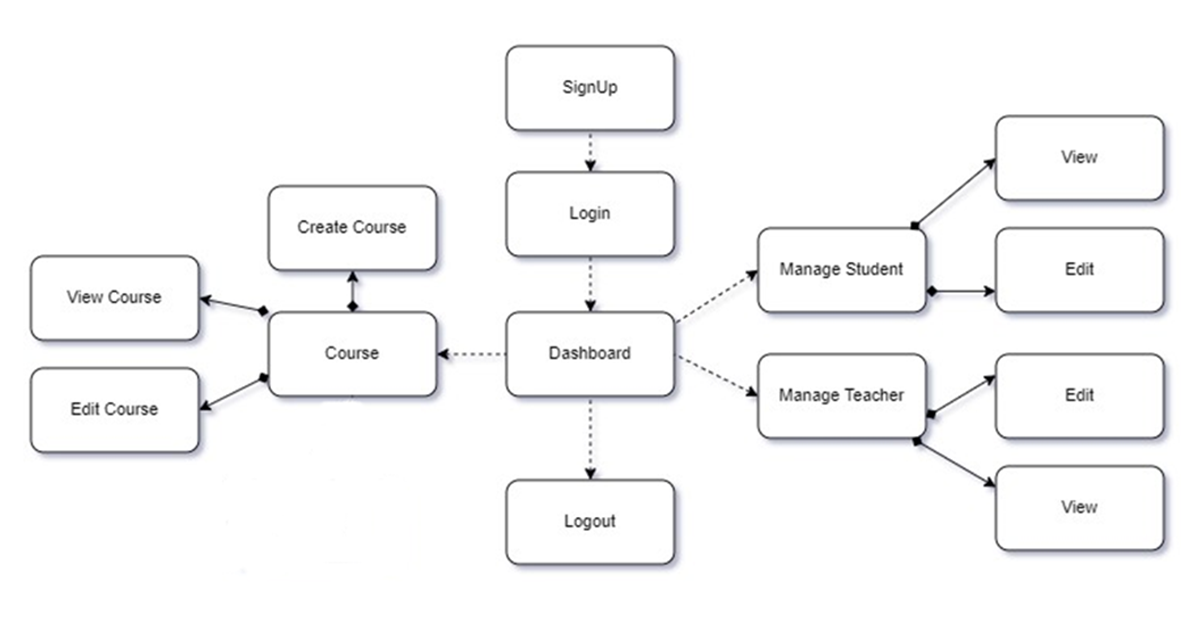 SignUp
View
Login
Create Course
Manage Student
Edit
View Course
Course
Dashboard
Manage Teacher
Edit
Edit Course
Logout
View